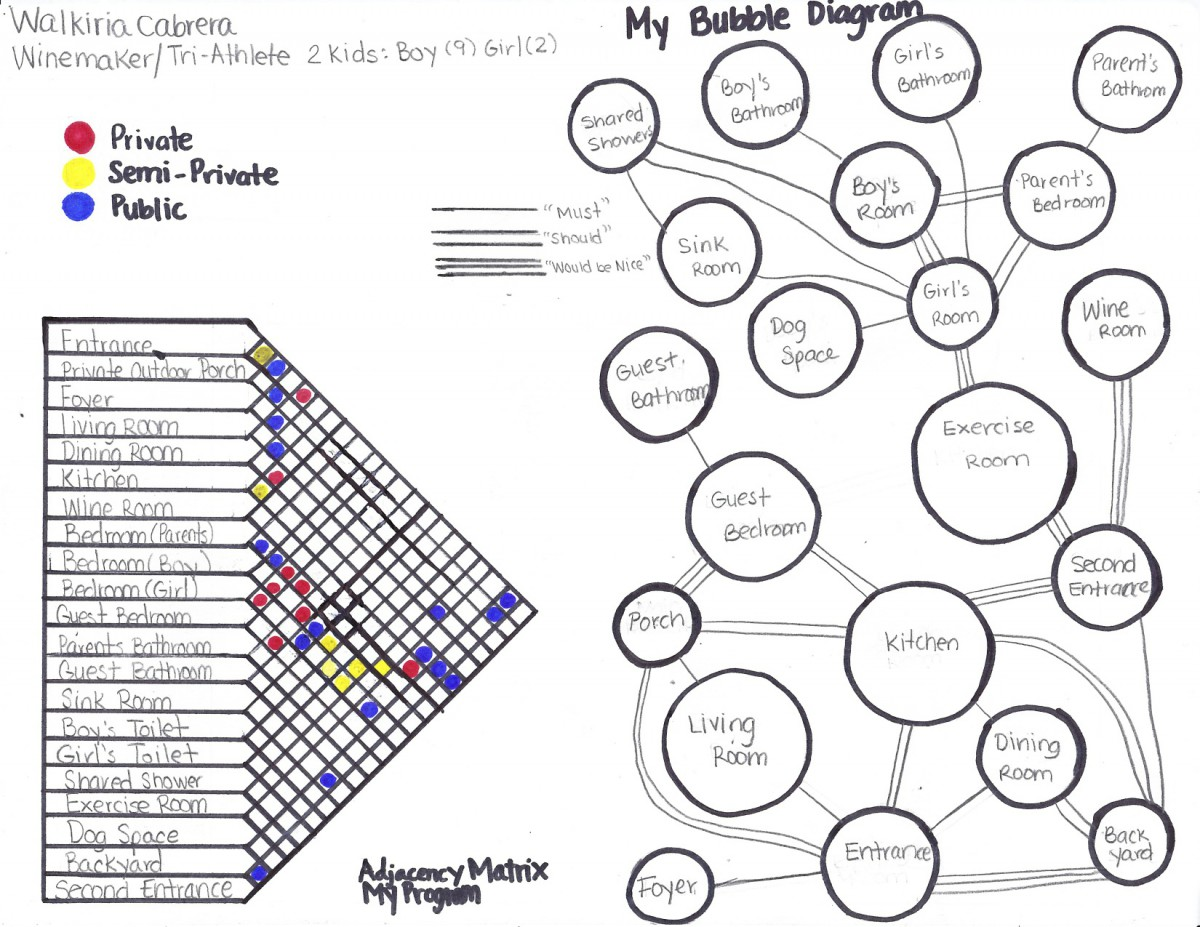 Walkiria Cabrera
Winemaker/Tri-Athlete 2 Kids: Boy (9) Girl (2)
Private
Semi-Private
Public
"Must"
"Should"
"Would be Nice"
Entrance
Private Outdoor Porch
Foyer
Living Room
Dining Room
Kitchen
Wine Room
Bedroom (Parents)
Bedroom (Boy)
Bedroom (Girl)
Guest Bedroom
Parents Bathroom
Guest Bathroom
Sink Room
Boy's Toilet
Girl's Toilet
Shared Shower
Exercise Room
Dog Space
Backyard
Second Entrance
Adjacency Matrix
My Program
My Bubble Diagram
Shared
Showers
Boy's
Bathroom
Girl's
Bathroom
Parent's
Bathrom
Boy's
Room
Parent's
Bedroom
Sink
Room
Girl's
Room
Dog
Space
Wine
Room
Guest
Bathroom
Exercise
Room
Guest
Bedroom
Second
Entrance
Porch
Kitchen
Living
Room
Dining
Room
Back
yard
Entrance
Foyer